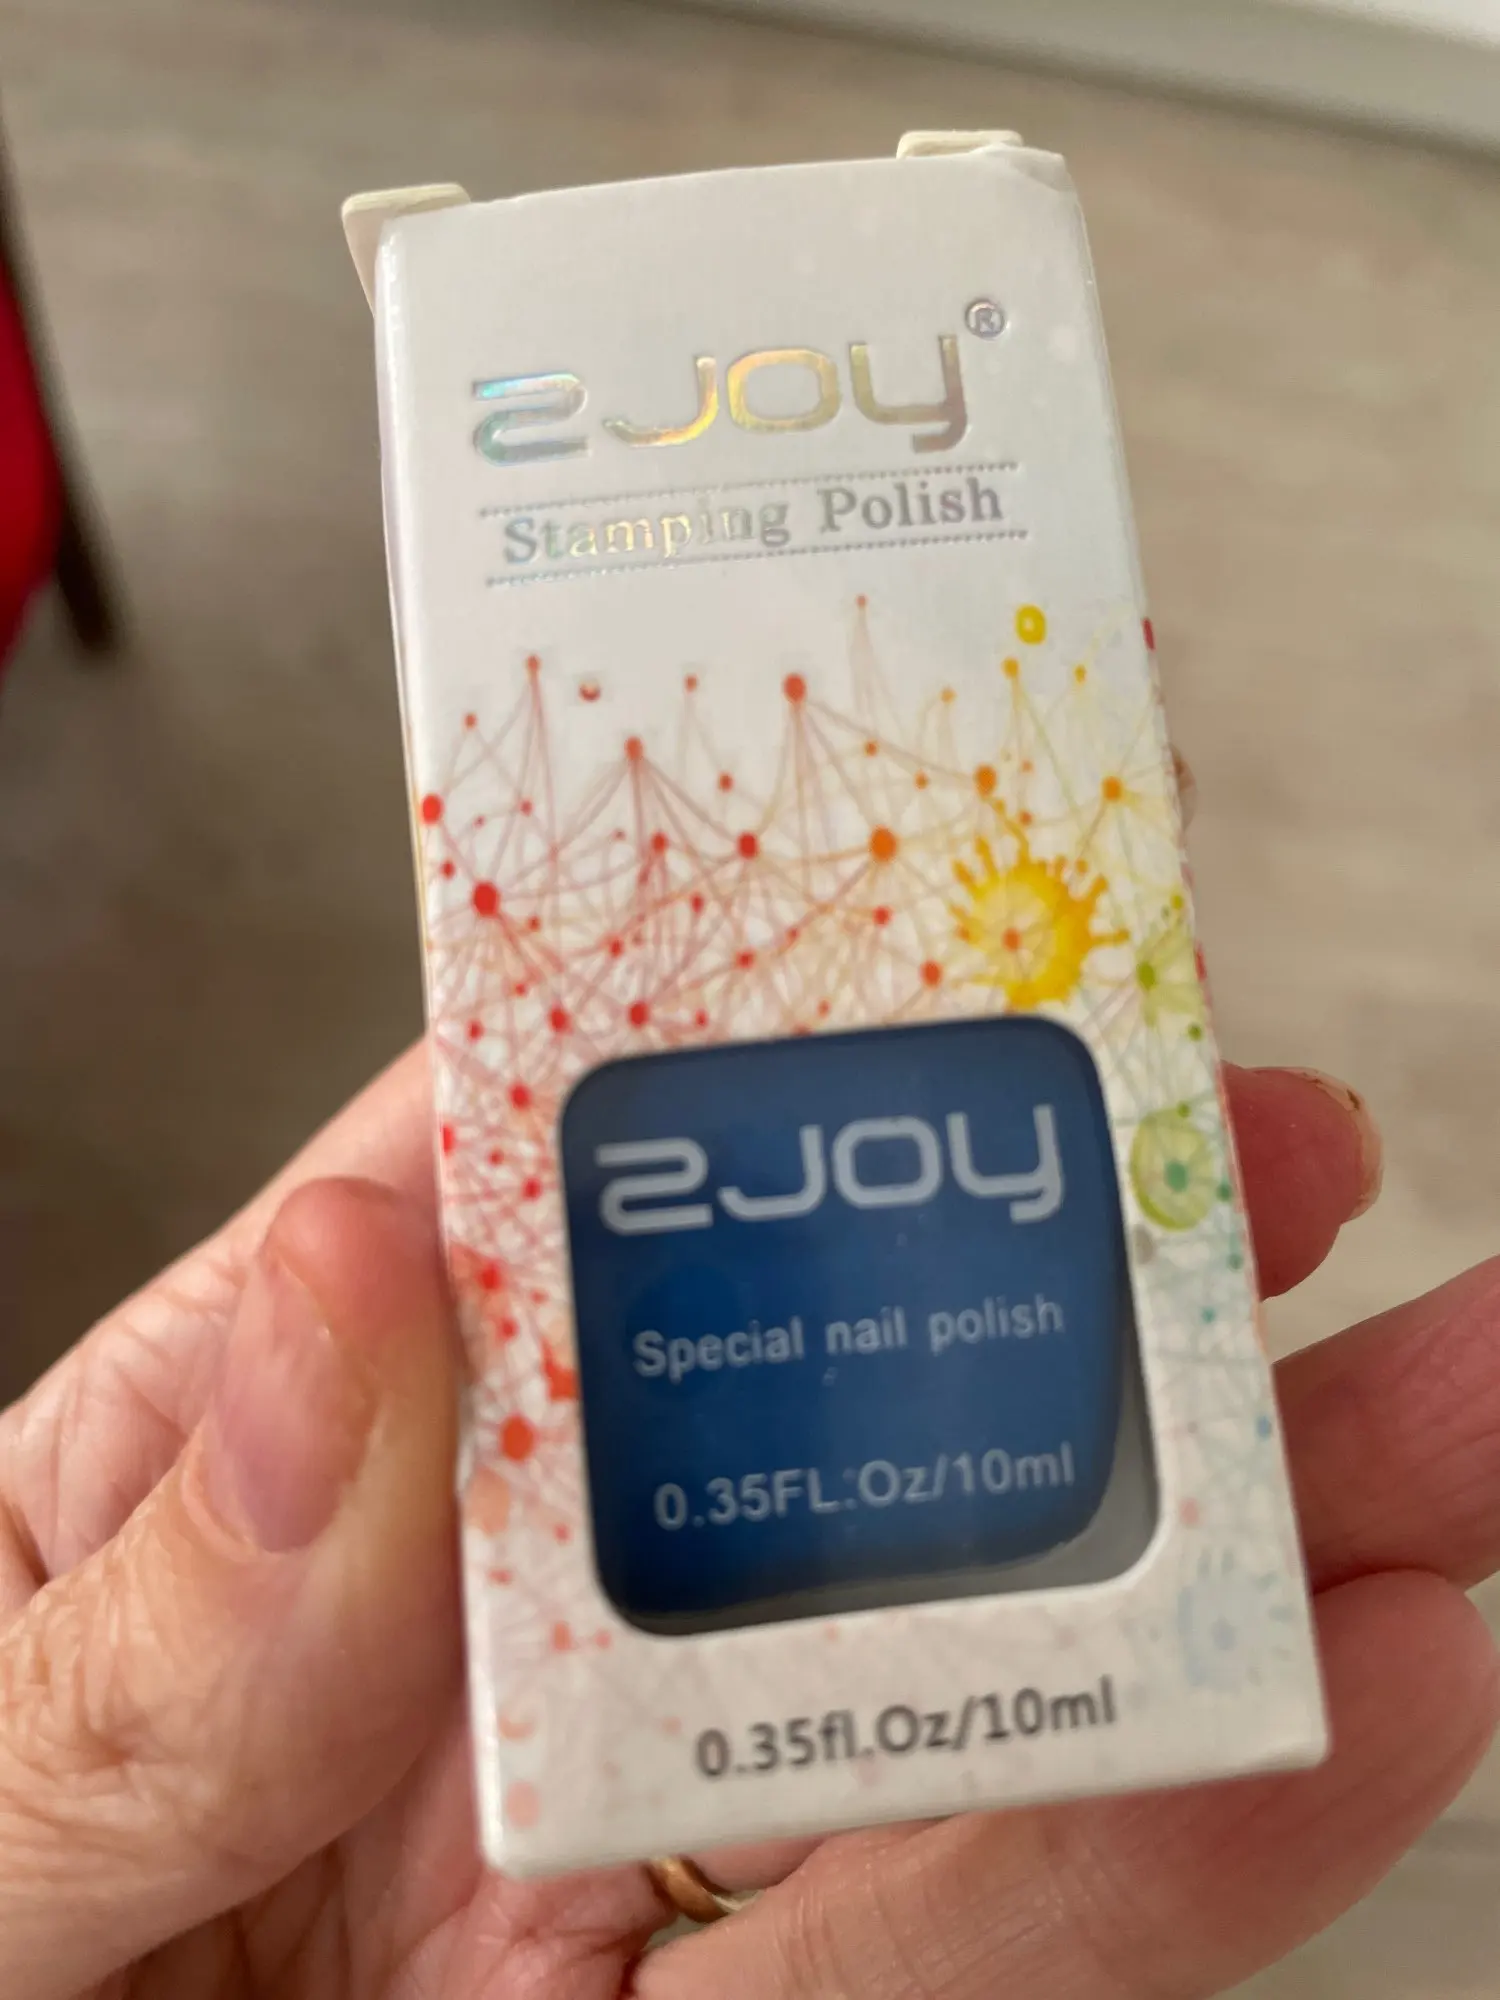 2JOY®
Stamping Polish
2JOY
Special nail polish
0.35FL.Oz/10ml
0.35fl.Oz/10ml